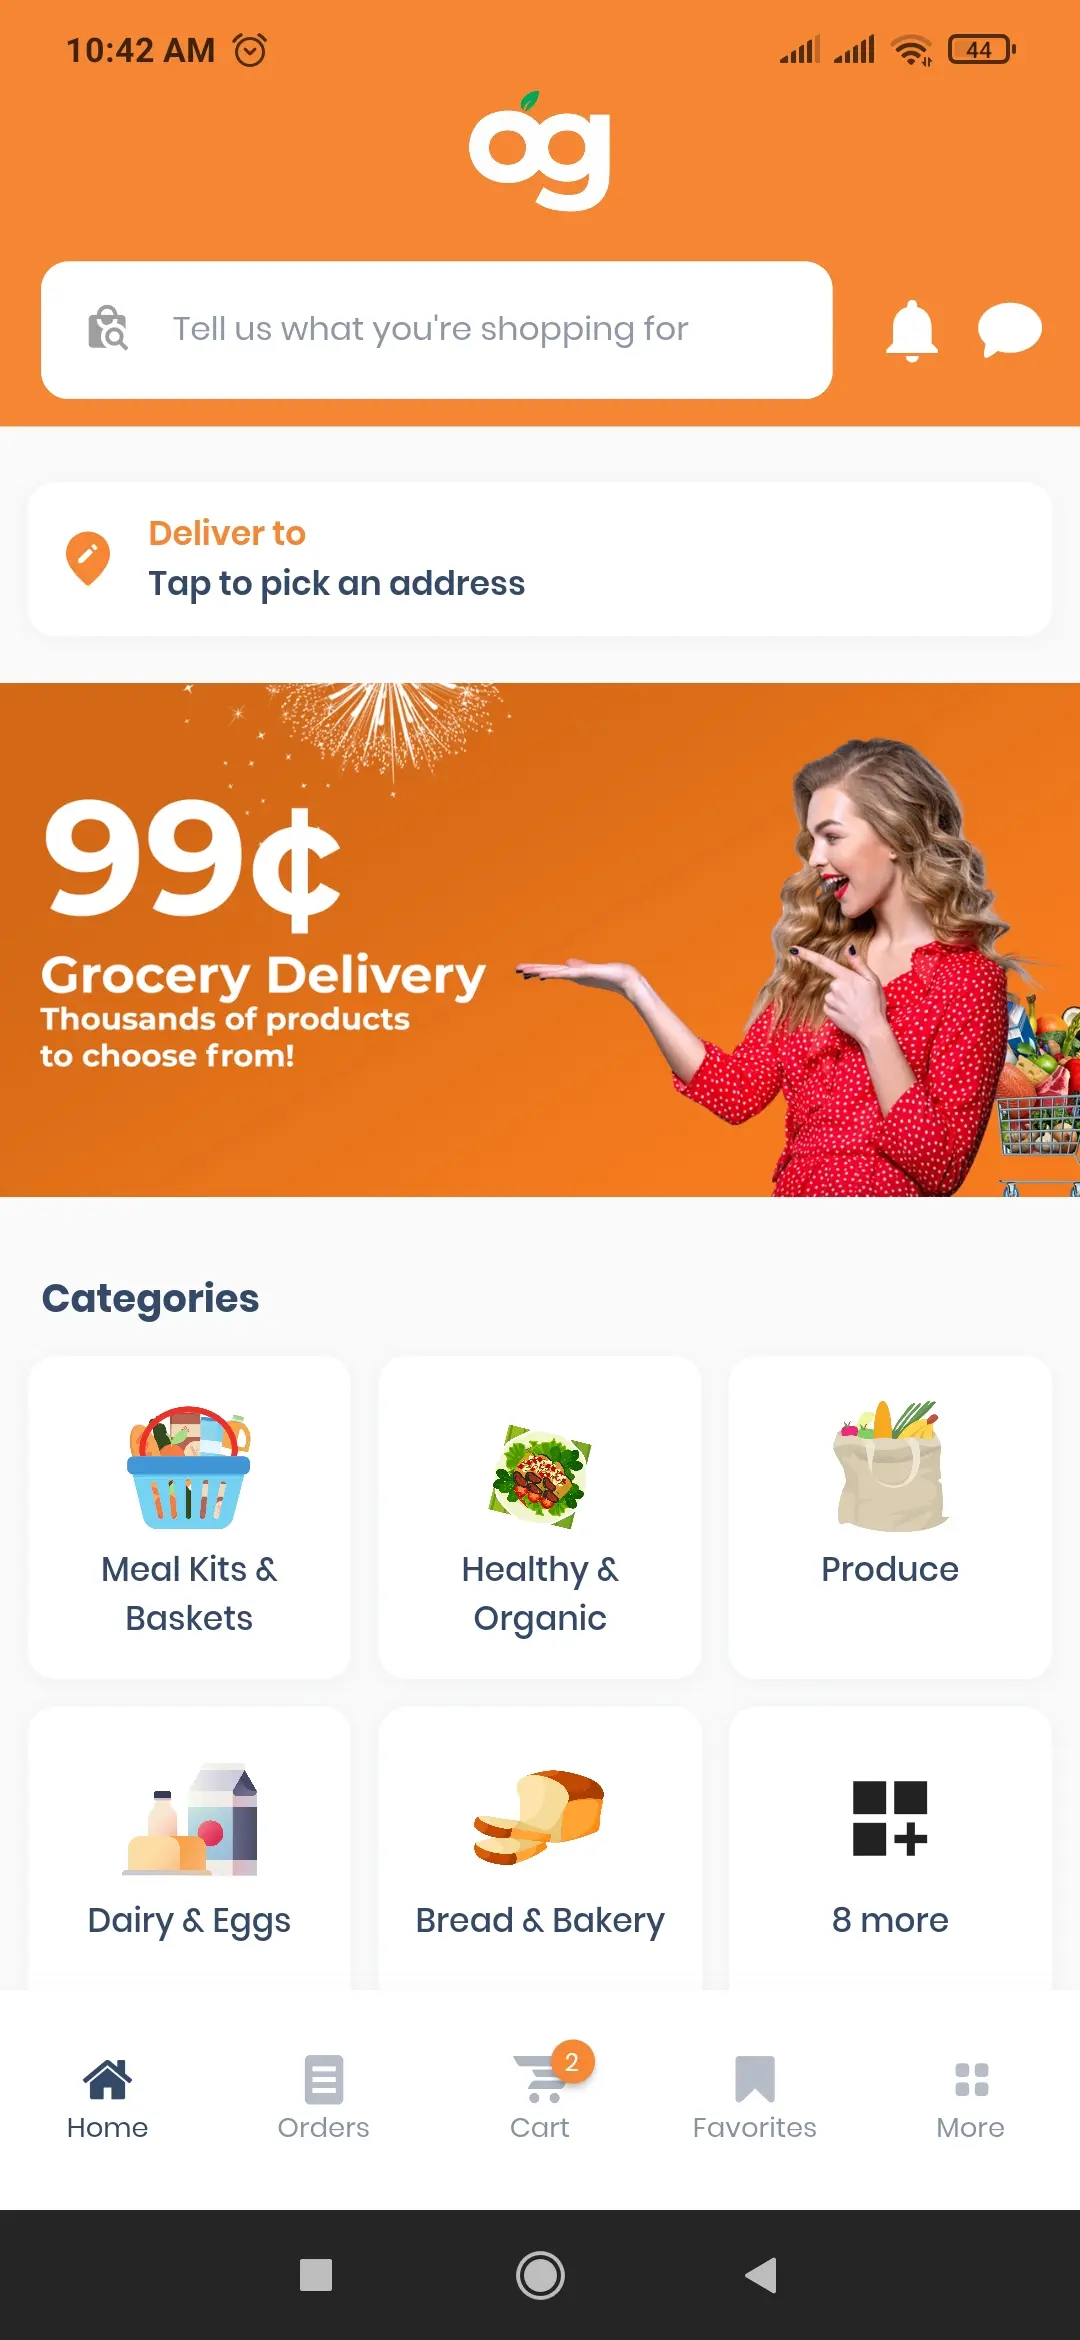 10:42 AM
44
og
Tell us what you're shopping for
Deliver to
Tap to pick an address
99¢
Grocery Delivery
Thousands of products
to choose from!
Categories
Meal Kits &
Baskets
Healthy &
Organic
Produce
Dairy & Eggs
Bread & Bakery
8 more
2
Home
Orders
Cart
Favorites
More